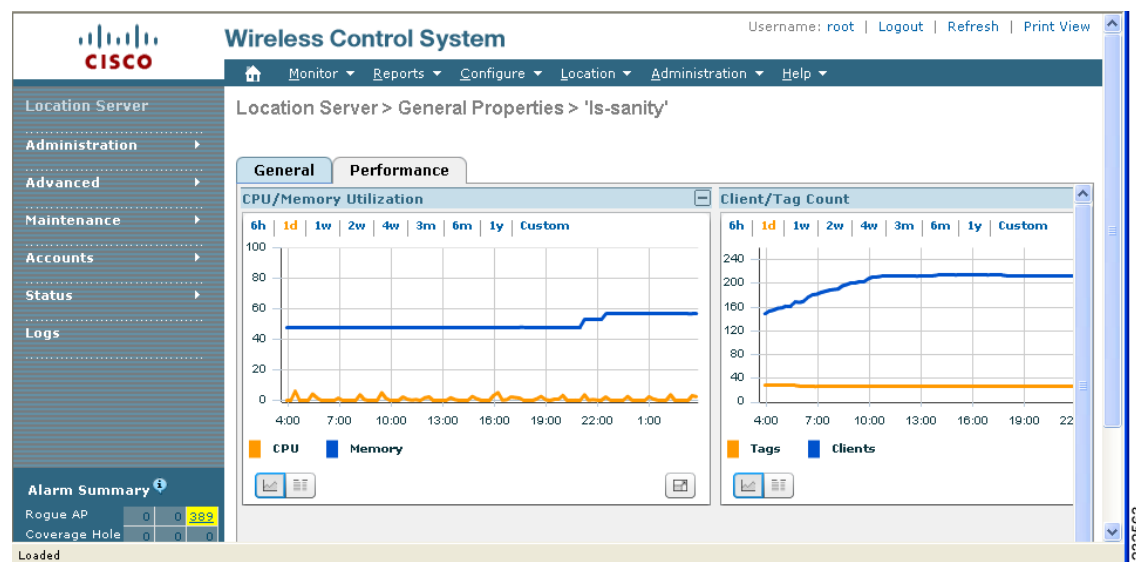 CISCO
Wireless Control System
Username: root | Logout | Refresh | Print View
Monitor Reports Configure Location Administration Help
Location Server
Administration
Advanced
Maintenance
Accounts
Status
Logs
Alarm Summary
Rogue AP 0 0 389
Coverage Hole 0 0 0
Location Server > General Properties > 'ls-sanity'
General Performance
CPU/Memory Utilization
6h | 1d | 1w | 2w | 4w | 3m | 6m | 1y | Custom
100
80
60
40
20
0
4:00 7:00 10:00 13:00 16:00 19:00 22:00 1:00
CPU Memory
Client/Tag Count
6h | 1d | 1w | 2w | 4w | 3m | 6m | 1y | Custom
240
200
160
120
80
40
0
4:00 7:00 10:00 13:00 16:00 19:00 22
Tags Clients
Loaded